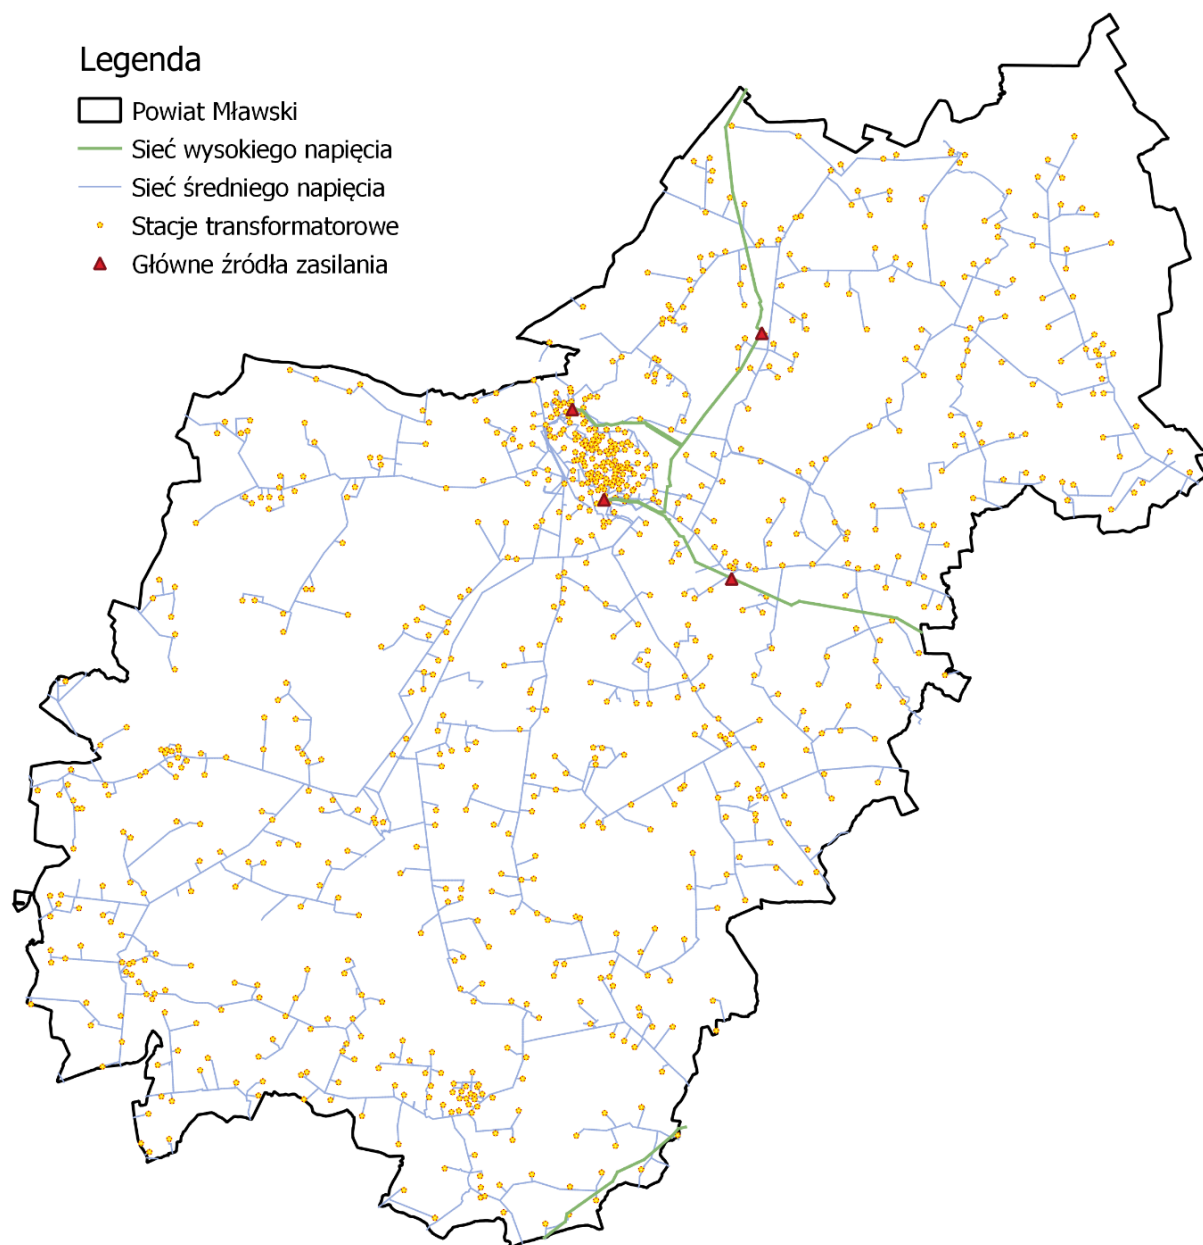 Legenda
Powiat Mławski
Sieć wysokiego napięcia
Sieć średniego napięcia
Stacje transformatorowe
Główne źródła zasilania